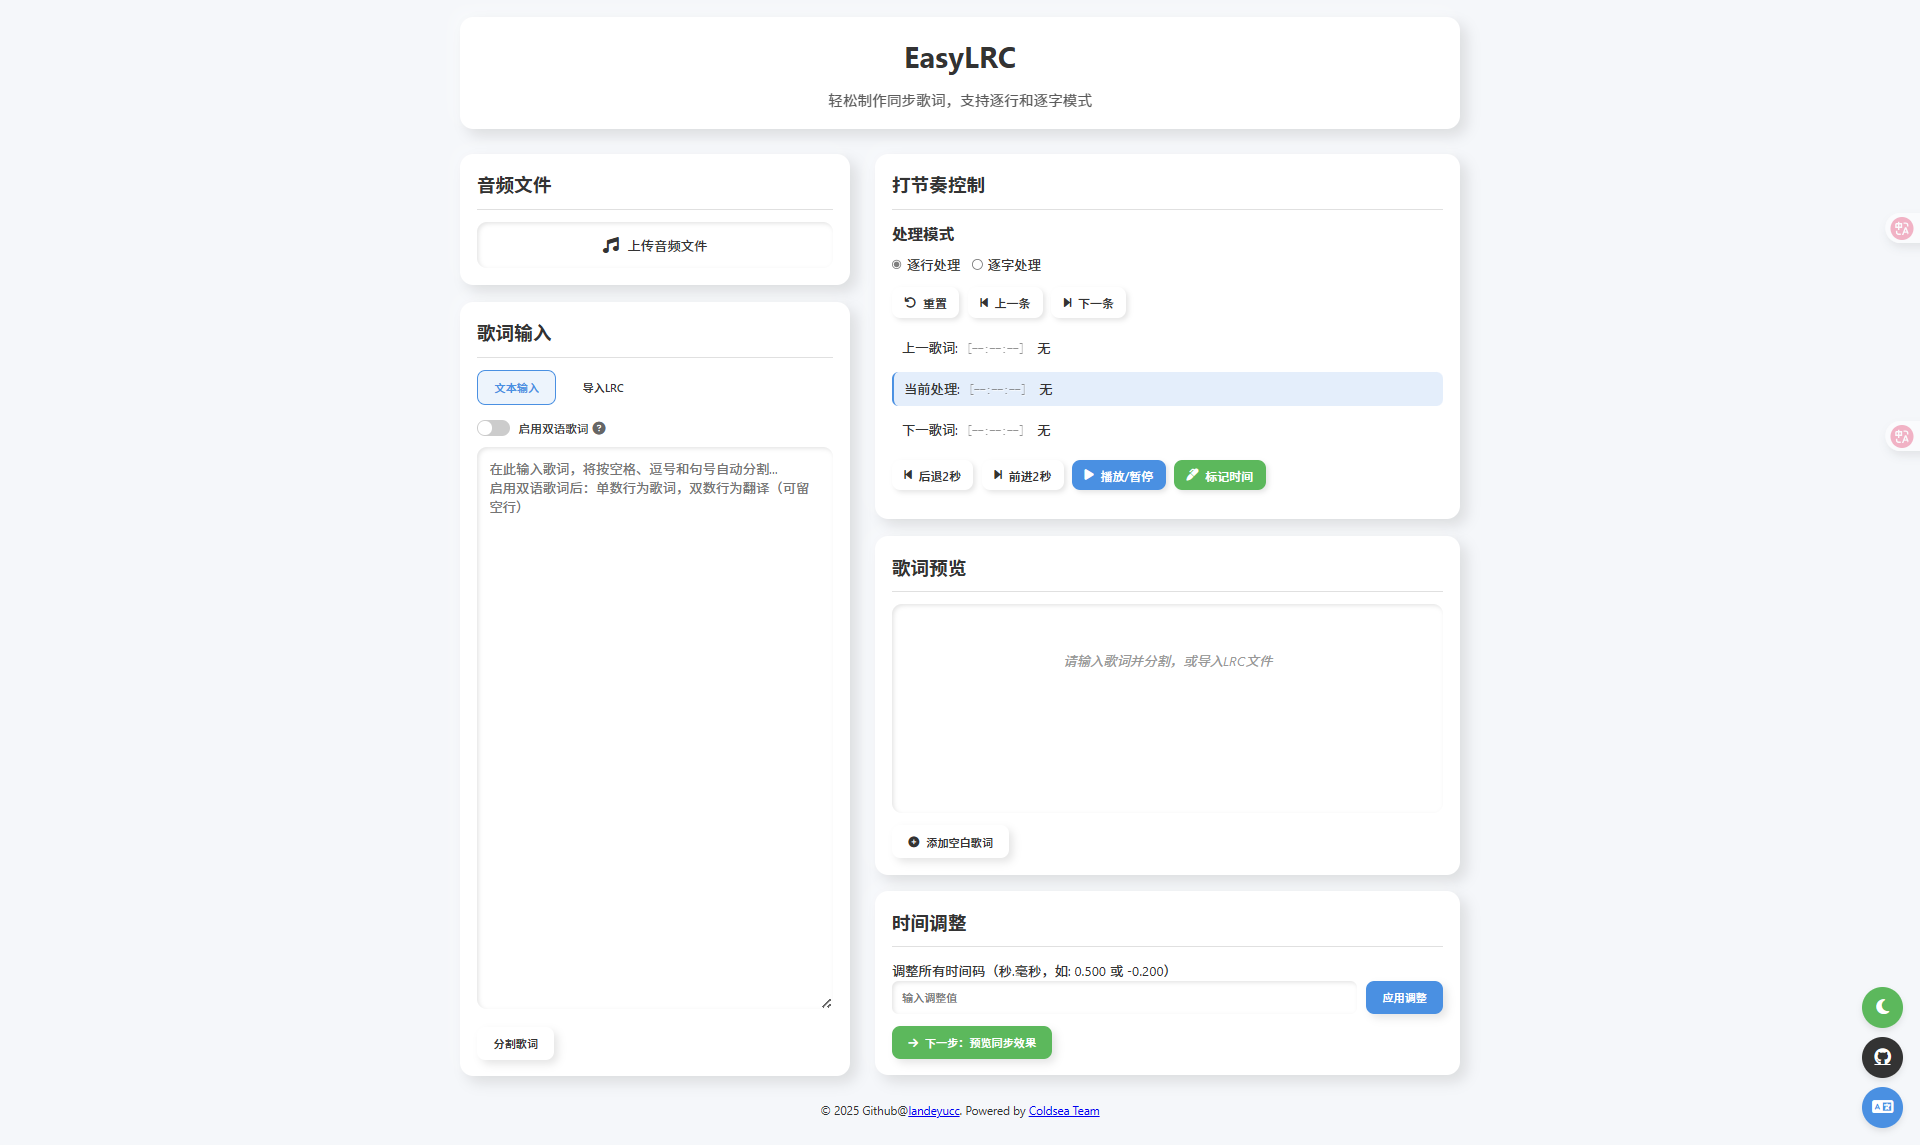 EasyLRC
轻松制作同步歌词，支持逐行和逐字模式
音频文件
上传音频文件
歌词输入
文本输入
导入LRC
启用双语歌词
在此输入歌词，将按空格、逗号和句号自动分割...
启用双语歌词后：单数行为歌词，双数行为翻译（可留
空行）
分割歌词
打节奏控制
处理模式
逐行处理 逐字处理
重置 上一条 下一条
上一歌词: [--:--:--] 无
当前处理: [--:--:--] 无
下一歌词: [--:--:--] 无
后退2秒 前进2秒 播放/暂停 标记时间
歌词预览
请输入歌词并分割，或导入LRC文件
添加空白歌词
时间调整
调整所有时间码（秒.毫秒，如: 0.500 或 -0.200）
输入调整值 应用调整
下一步：预览同步效果
© 2025 Github@landeyucc. Powered by Coldsea Team